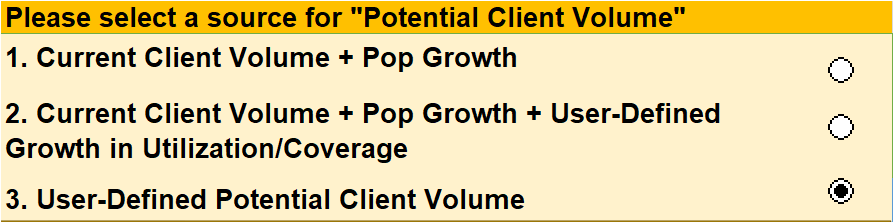 Please select a source for "Potential Client Volume"
1. Current Client Volume + Pop Growth
2. Current Client Volume + Pop Growth + User-Defined
Growth in Utilization/Coverage
3. User-Defined Potential Client Volume